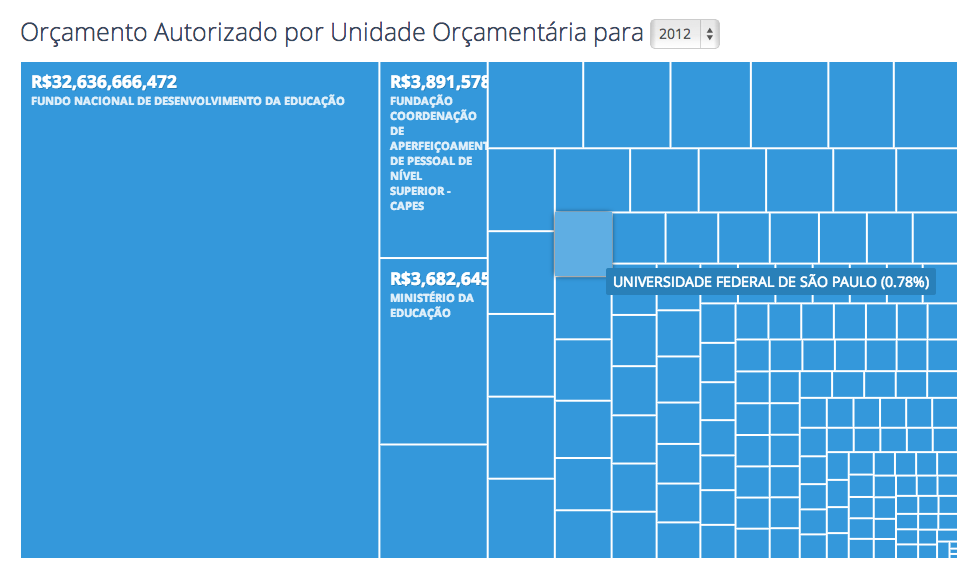 Orçamento Autorizado por Unidade Orçamentária para 2012
R$32,636,666,472
FUNDO NACIONAL DE DESENVOLVIMENTO DA EDUCAÇÃO
R$3,891,578
FUNDAÇÃO
COORDENAÇÃO
DE
APERFEIÇOAMENT
DE PESSOAL DE
NÍVEL
SUPERIOR -
CAPES
R$3,682,645
MINISTÉRIO DA
EDUCAÇÃO
UNIVERSIDADE FEDERAL DE SÃO PAULO (0.78%)